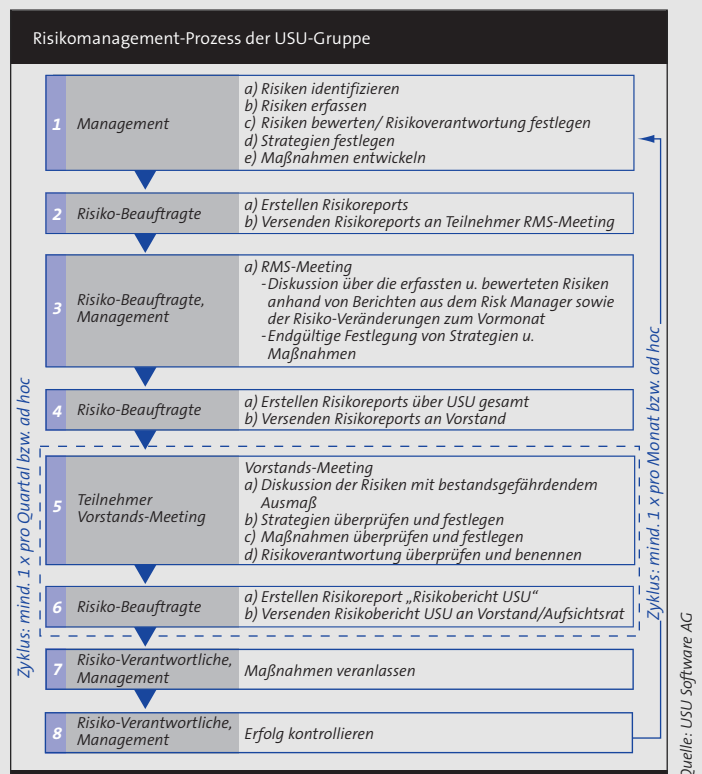 Risikomanagement-Prozess der USU-Gruppe
1 Management
a) Risiken identifizieren
b) Risiken erfassen
c) Risiken bewerten/ Risikoverantwortung festlegen
d) Strategien festlegen
e) Maßnahmen entwickeln
2 Risiko-Beauftragte
a) Erstellen Risikoreports
b) Versenden Risikoreports an Teilnehmer RMS-Meeting
3 Risiko-Beauftragte,
Management
a) RMS-Meeting
-Diskussion über die erfassten u. bewerteten Risiken
anhand von Berichten aus dem Risk Manager sowie
der Risiko-Veränderungen zum Vormonat
-Endgültige Festlegung von Strategien u.
Maßnahmen
4 Risiko-Beauftragte
a) Erstellen Risikoreports über USU gesamt
b) Versenden Risikoreports an Vorstand
5 Teilnehmer
Vorstands-Meeting
Vorstands-Meeting
a) Diskussion der Risiken mit bestandsgefährdendem
Ausmaß
b) Strategien überprüfen und festlegen
c) Maßnahmen überprüfen und festlegen
d) Risikoverantwortung überprüfen und benennen
6 Risiko-Beauftragte
a) Erstellen Risikoreport „Risikobericht USU“
b) Versenden Risikobericht USU an Vorstand/Aufsichtsrat
7 Risiko-Verantwortliche,
Management
Maßnahmen veranlassen
8 Risiko-Verantwortliche,
Management
Erfolg kontrollieren
Zyklus: mind. 1 x pro Quartal bzw. ad hoc
Zyklus: mind. 1 x pro Monat bzw. ad hoc
Quelle: USU Software AG